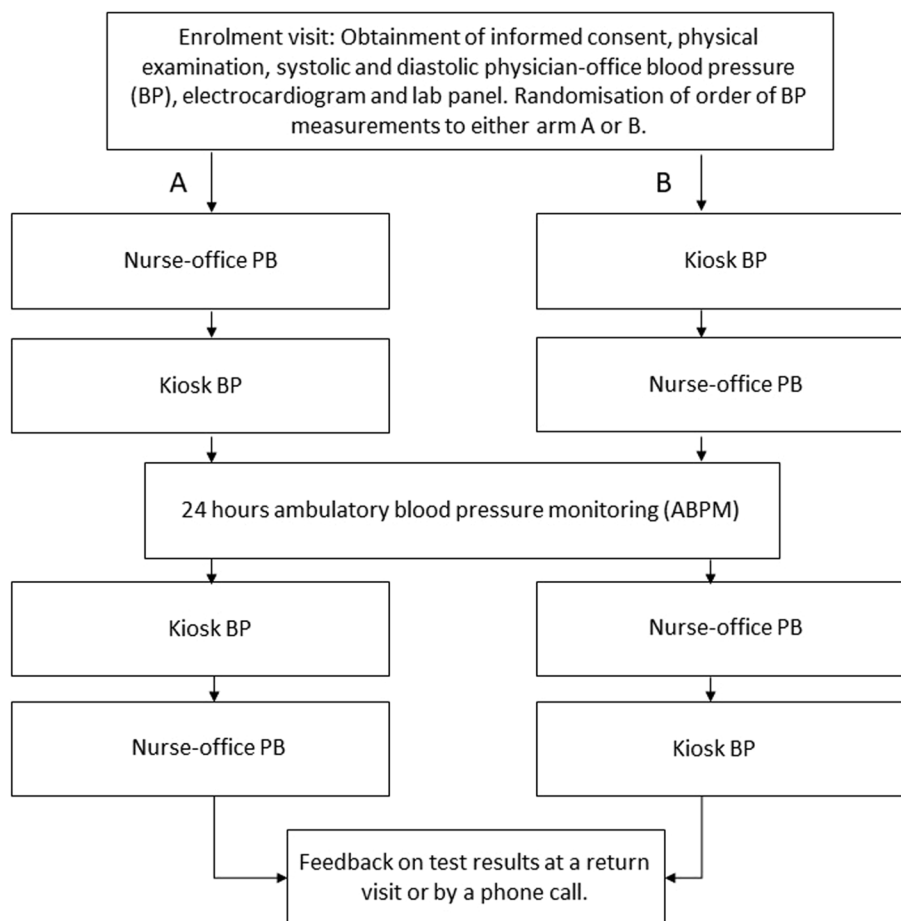 Enrolment visit: Obtainment of informed consent, physical
examination, systolic and diastolic physician-office blood pressure
(BP), electrocardiogram and lab panel. Randomisation of order of BP
measurements to either arm A or B.
A
B
Nurse-office PB
Kiosk BP
Kiosk BP
Nurse-office PB
24 hours ambulatory blood pressure monitoring (ABPM)
Kiosk BP
Nurse-office PB
Nurse-office PB
Kiosk BP
Feedback on test results at a return
visit or by a phone call.